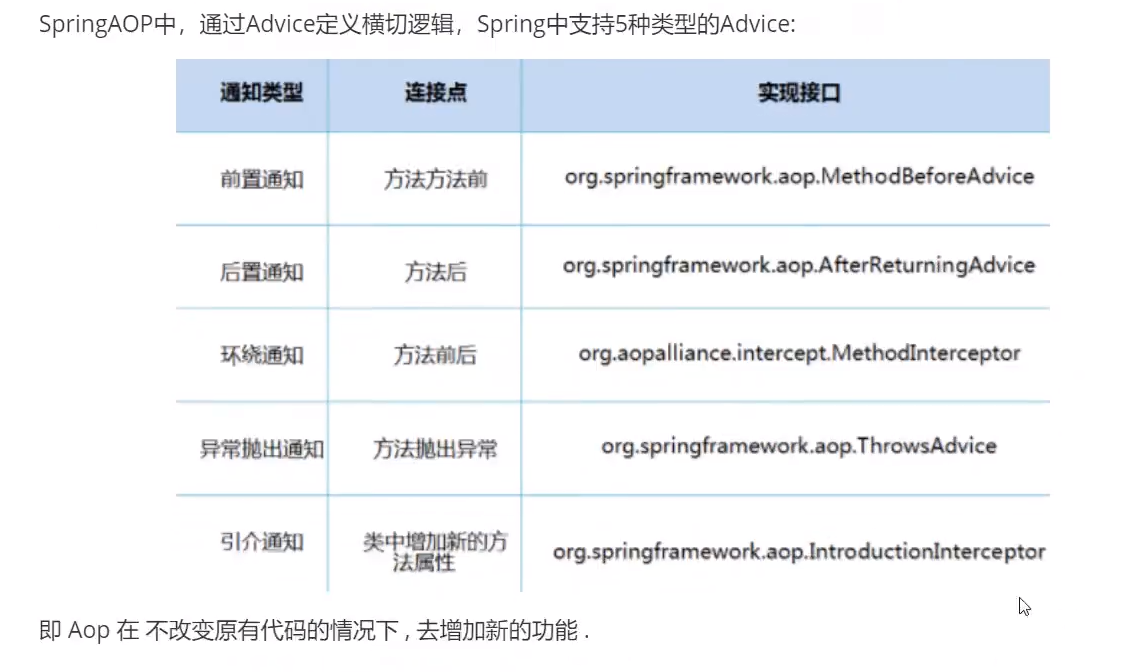 SpringAOP中，通过Advice定义横切逻辑，Spring中支持5种类型的Advice:
通知类型 连接点 实现接口
前置通知 方法方法前 org.springframework.aop.MethodBeforeAdvice
后置通知 方法后 org.springframework.aop.AfterReturningAdvice
环绕通知 方法前后 org.aopalliance.intercept.MethodInterceptor
异常抛出通知 方法抛出异常 org.springframework.aop.ThrowsAdvice
引介通知 类中增加新的方
法属性 org.springframework.aop.IntroductionInterceptor
即 Aop 在 不改变原有代码的情况下 , 去增加新的功能 .